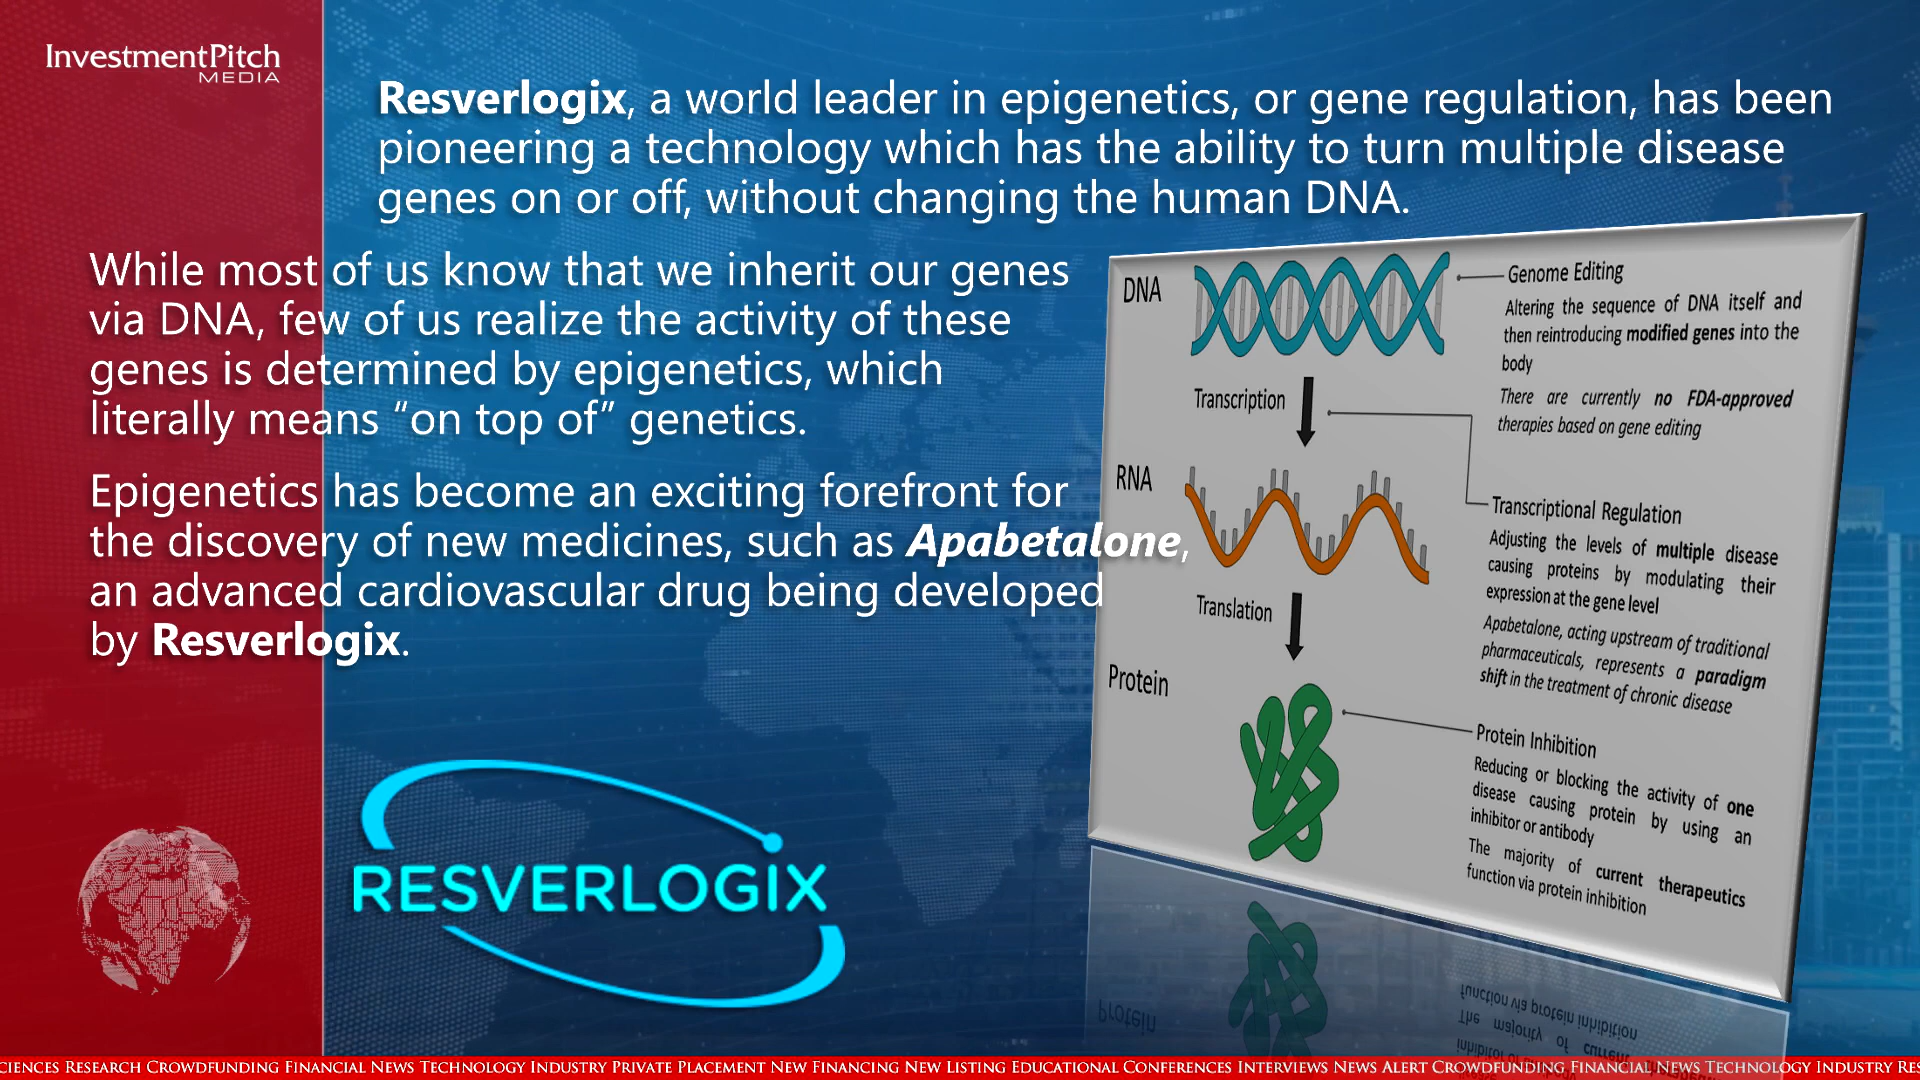 InvestmentPitch
MEDIA
Resverlogix, a world leader in epigenetics, or gene regulation, has been
pioneering a technology which has the ability to turn multiple disease
genes on or off, without changing the human DNA.
While most of us know that we inherit our genes
via DNA, few of us realize the activity of these
genes is determined by epigenetics, which
literally means “on top of” genetics.
Epigenetics has become an exciting forefront for
the discovery of new medicines, such as Apabetalone,
an advanced cardiovascular drug being developed
by Resverlogix.
RESVERLOGIX
DNA
Genome Editing
Altering the sequence of DNA itself and
then reintroducing modified genes into the
body
There are currently no FDA-approved
therapies based on gene editing
Transcription
RNA
Transcriptional Regulation
Adjusting the levels of multiple disease
causing proteins by modulating their
expression at the gene level
Apabetalone, acting upstream of traditional
pharmaceuticals, represents a paradigm
shift in the treatment of chronic disease
Translation
Protein
Protein Inhibition
Reducing or blocking the activity of one
disease causing protein by using an
inhibitor or antibody
The majority of current therapeutics
function via protein inhibition
CIENCES RESEARCH CROWDFUNDING FINANCIAL NEWS TECHNOLOGY INDUSTRY PRIVATE PLACEMENT NEW FINANCING NEW LISTING EDUCATIONAL CONFERENCES INTERVIEWS NEWS ALERT CROWDFUNDING FINANCIAL NEWS TECHNOLOGY INDUSTRY RES